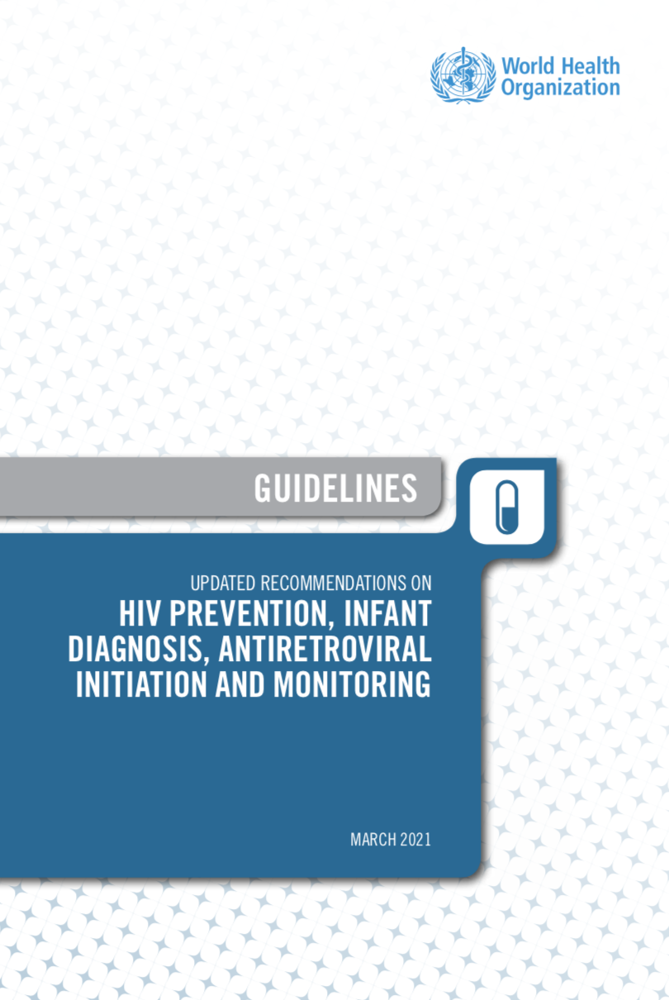 World Health
Organization
GUIDELINES
UPDATED RECOMMENDATIONS ON
HIV PREVENTION, INFANT
DIAGNOSIS, ANTIRETROVIRAL
INITIATION AND MONITORING
MARCH 2021